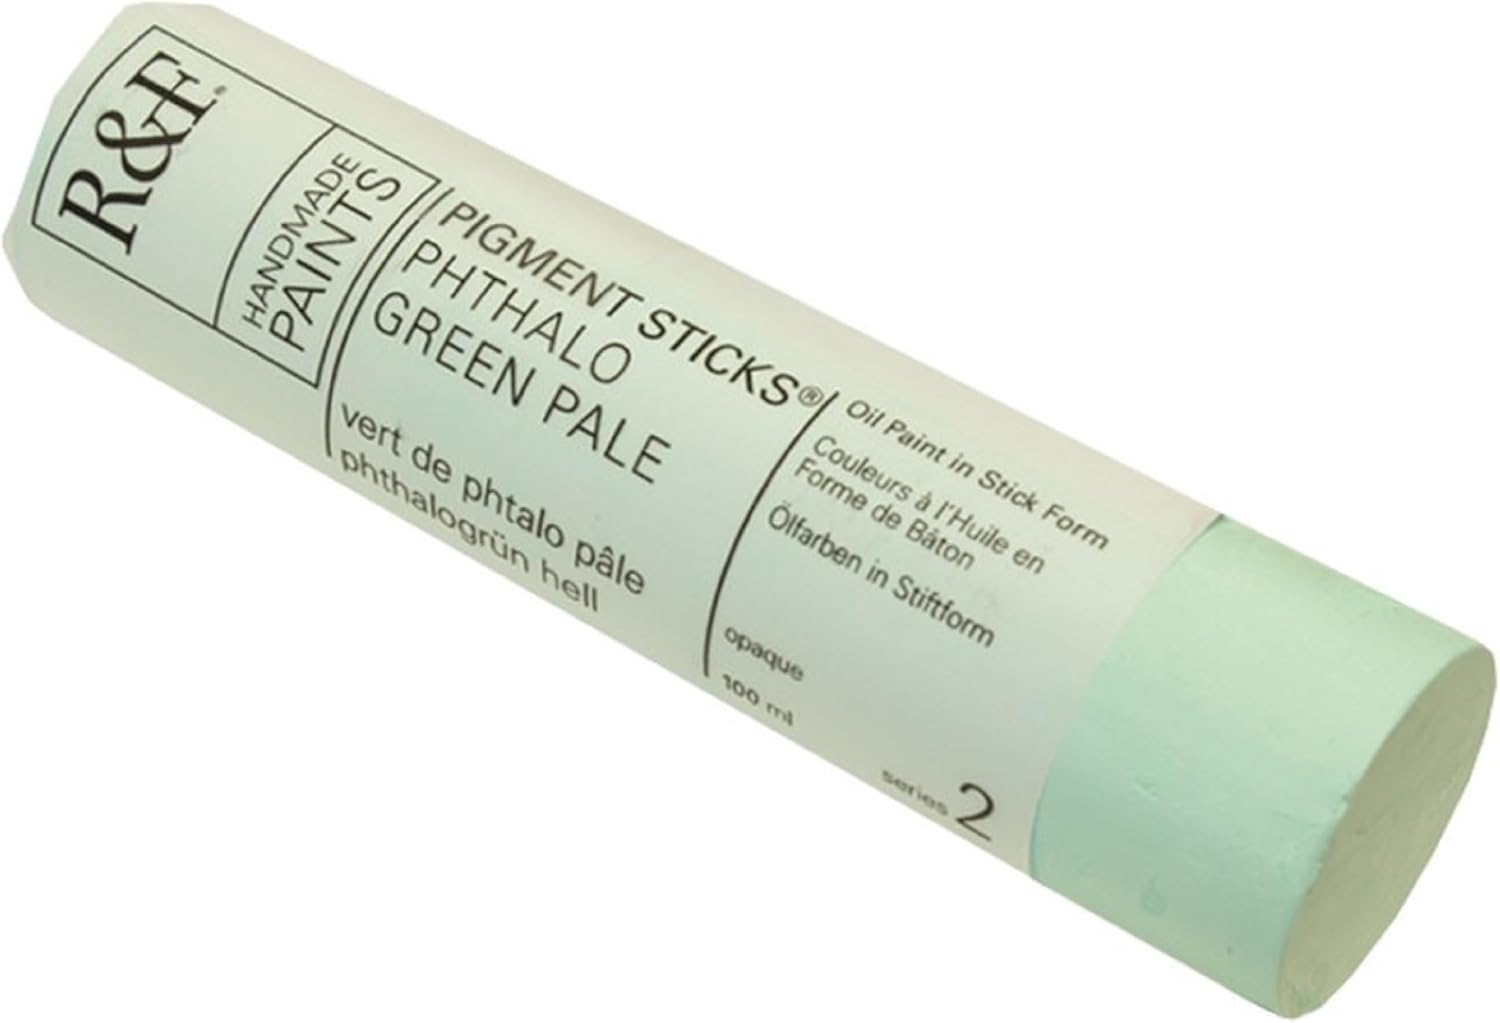 R&F®
HANDMADE
PAINTS
PIGMENT STICKS®
PHTHALO
GREEN PALE
vert de phtalo pâle
phthalogrün hell
Oil Paint in Stick Form
Couleurs à l'Huile en
Forme de Bâton
Ölfarben in Stiftform
opaque
100 ml
series 2